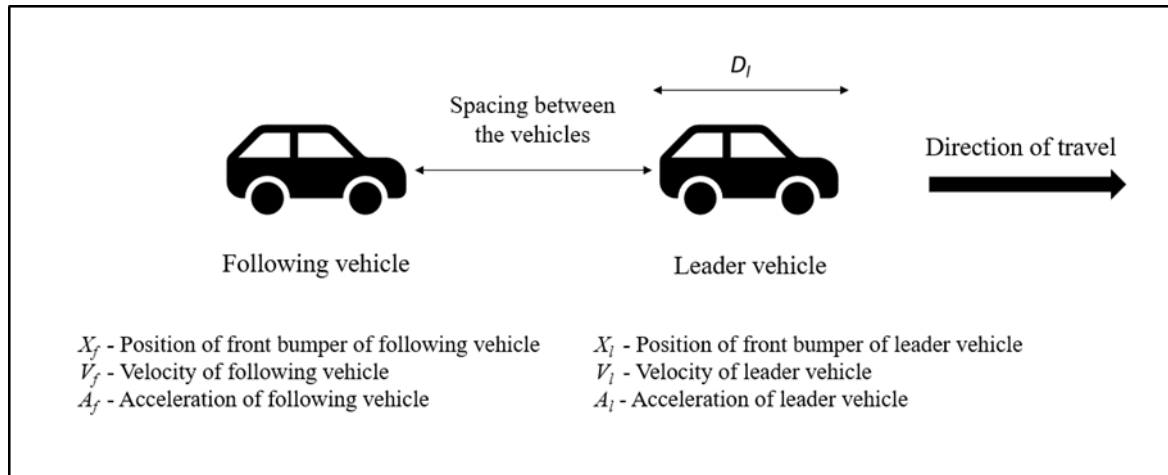 D_l
Spacing between
the vehicles
Direction of travel
Following vehicle
Leader vehicle
X_f - Position of front bumper of following vehicle
V_f - Velocity of following vehicle
A_f - Acceleration of following vehicle
X_l - Position of front bumper of leader vehicle
V_l - Velocity of leader vehicle
A_l - Acceleration of leader vehicle